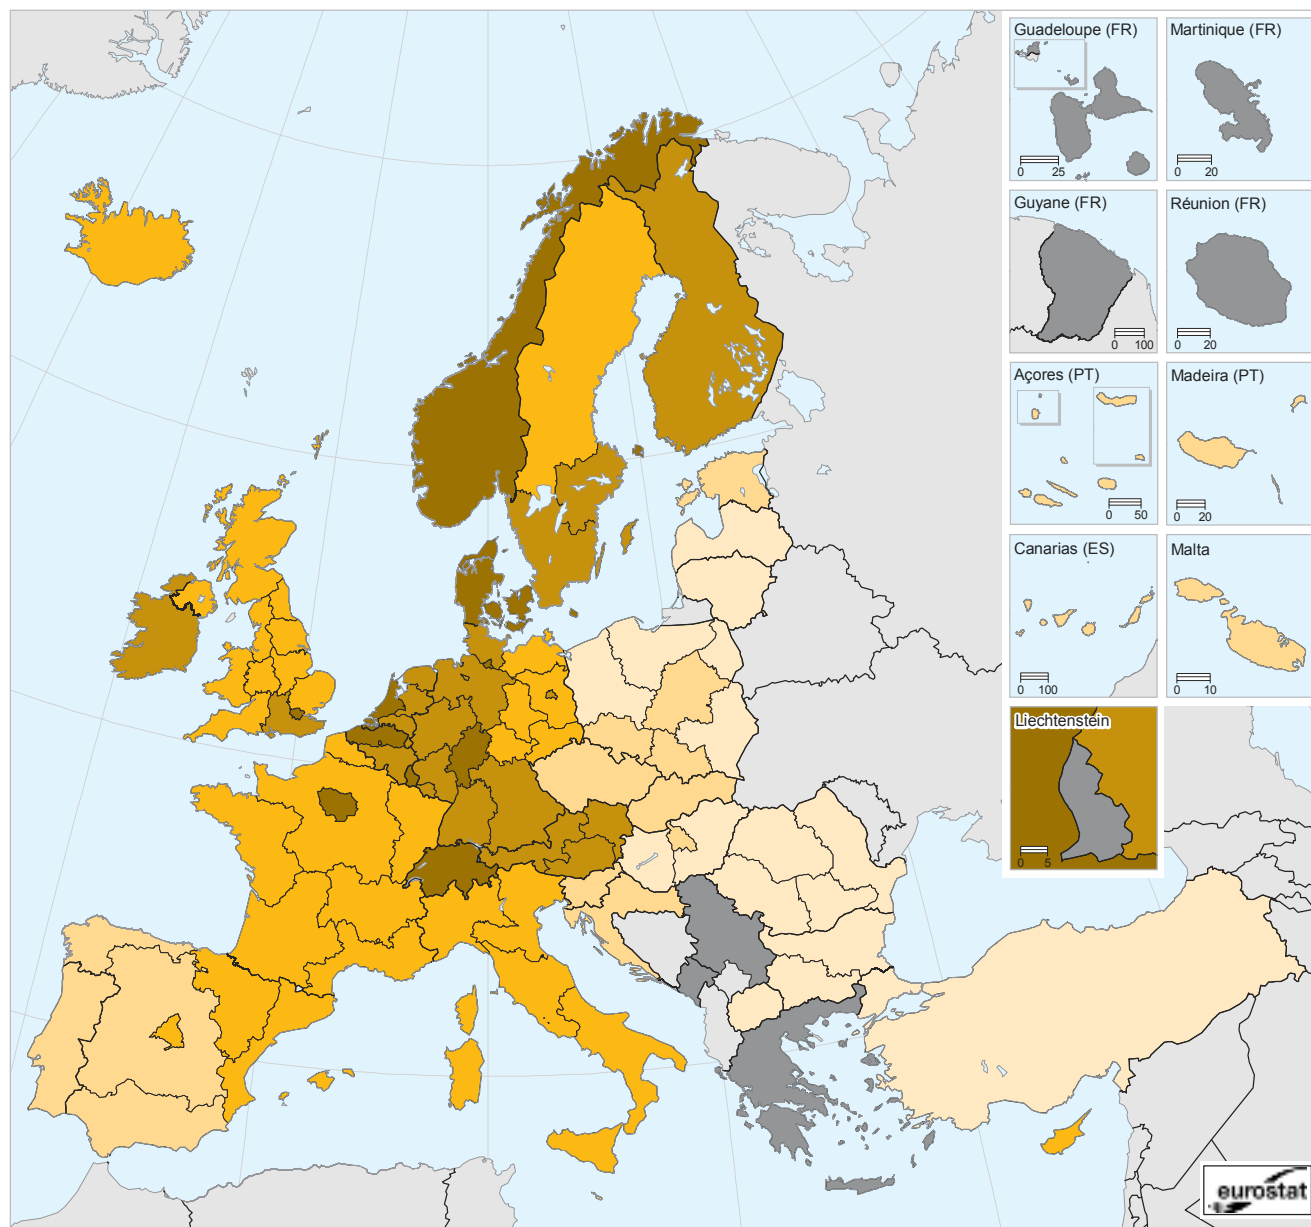 Guadeloupe (FR)
0 25
Martinique (FR)
0 20
Guyane (FR)
0 100
Réunion (FR)
0 20
Açores (PT)
0 50
Madeira (PT)
0 20
Canarias (ES)
0 100
Malta
0 10
Liechtenstein
0 5
eurostat